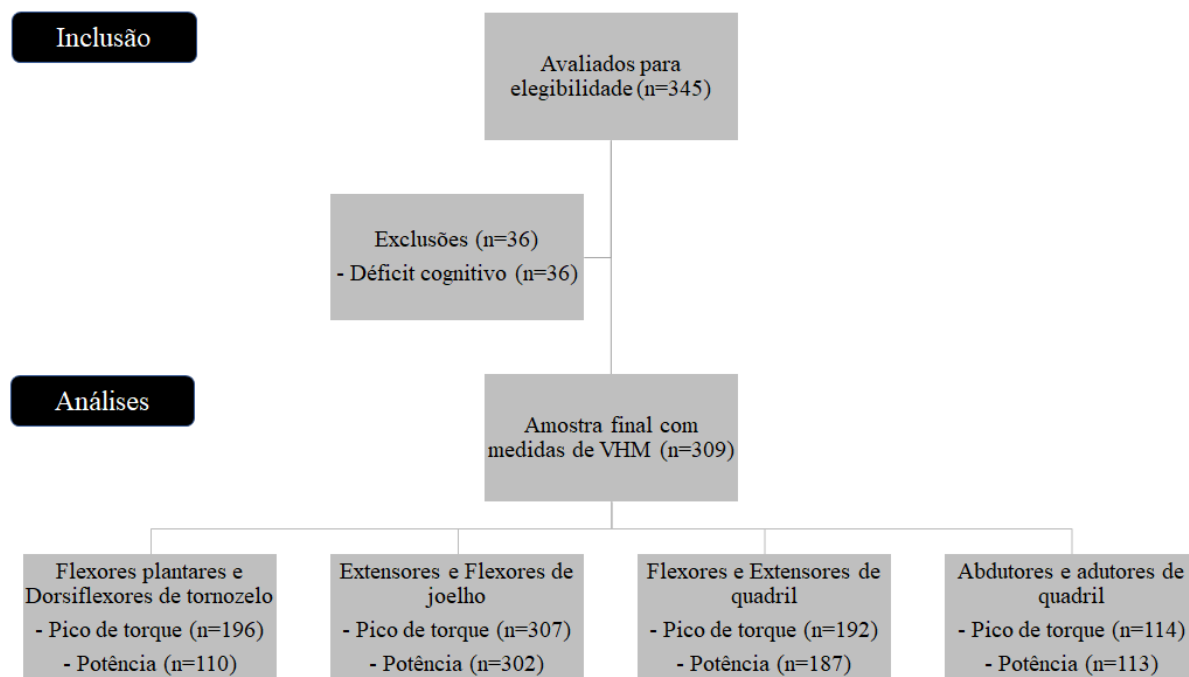 Inclusão
Avaliados para
elegibilidade (n=345)
Exclusões (n=36)
- Déficit cognitivo (n=36)
Análises
Amostra final com
medidas de VHM (n=309)
Flexores plantares e
Dorsiflexores de tornozelo
- Pico de torque (n=196)
- Potência (n=110)
Extensores e Flexores de
joelho
- Pico de torque (n=307)
- Potência (n=302)
Flexores e Extensores de
quadril
- Pico de torque (n=192)
- Potência (n=187)
Abdutores e adutores de
quadril
- Pico de torque (n=114)
- Potência (n=113)